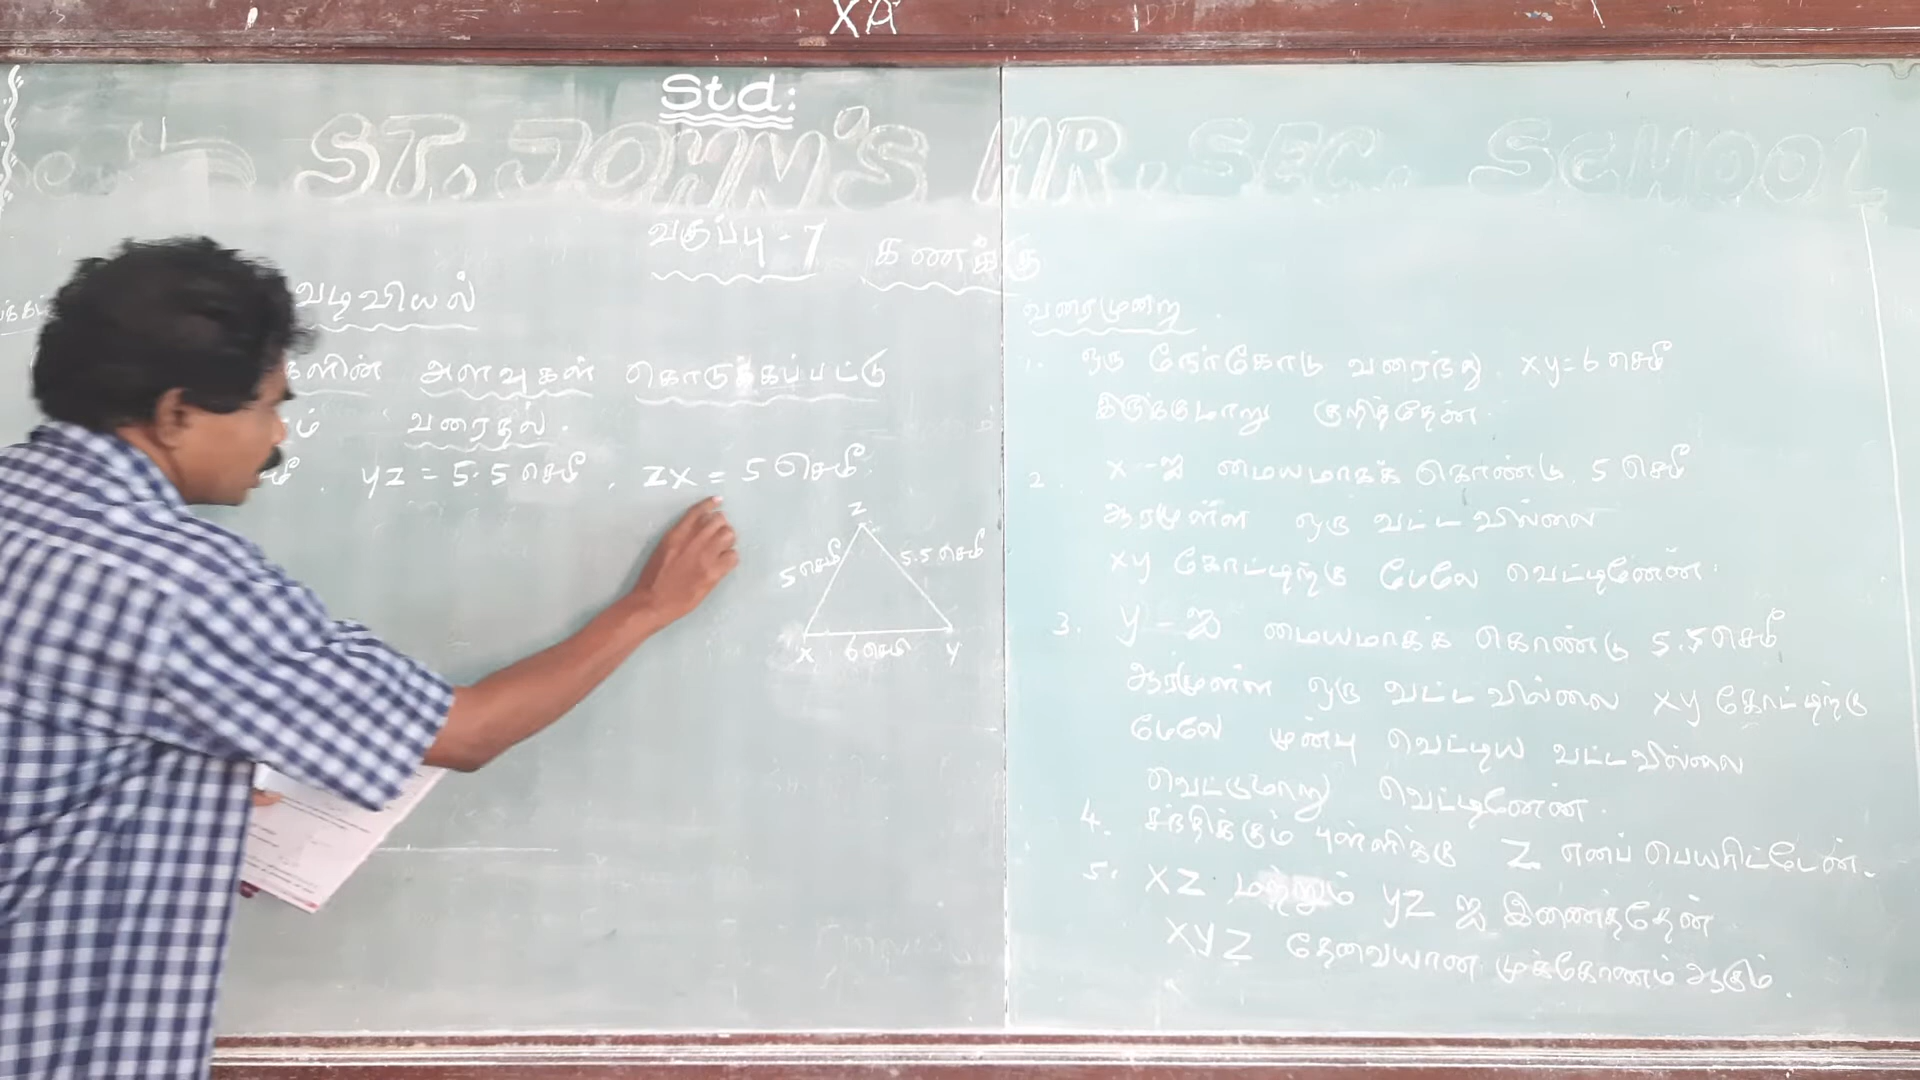 XA
Std:
ST. JOHN'S HR. SEC. SCHOOL
வகுப்பு - 7 கணக்கு
வடிவியல்
களின் அளவுகள் கொடுக்கப்பட்டு
ம் வரைதல்.
மீ, yz = 5.5 செமீ, zx = 5 செமீ.
z
5 செமீ 5.5 செமீ
x 6 செமீ y
வரைமுறை
1. ஒரு நேர்கோடு வரைந்து, xy = 6 செமீ
இருக்குமாறு குறித்தேன்.
2. x - ஐ மையமாகக் கொண்டு, 5 செமீ
ஆரமுள்ள ஒரு வட்டவில்லை
xy கோட்டிற்கு மேலே வெட்டினேன்.
3. y - ஐ மையமாகக் கொண்டு 5.5 செமீ
ஆரமுள்ள ஒரு வட்டவில்லை xy கோட்டிற்கு
மேலே முன்பு வெட்டிய வட்டவில்லை
வெட்டுமாறு வெட்டினேன்.
4. சந்திக்கும் புள்ளிக்கு Z எனப் பெயரிட்டேன்.
5. XZ மற்றும் YZ ஐ இணைத்தேன்
XYZ தேவையான முக்கோணம் ஆகும்.